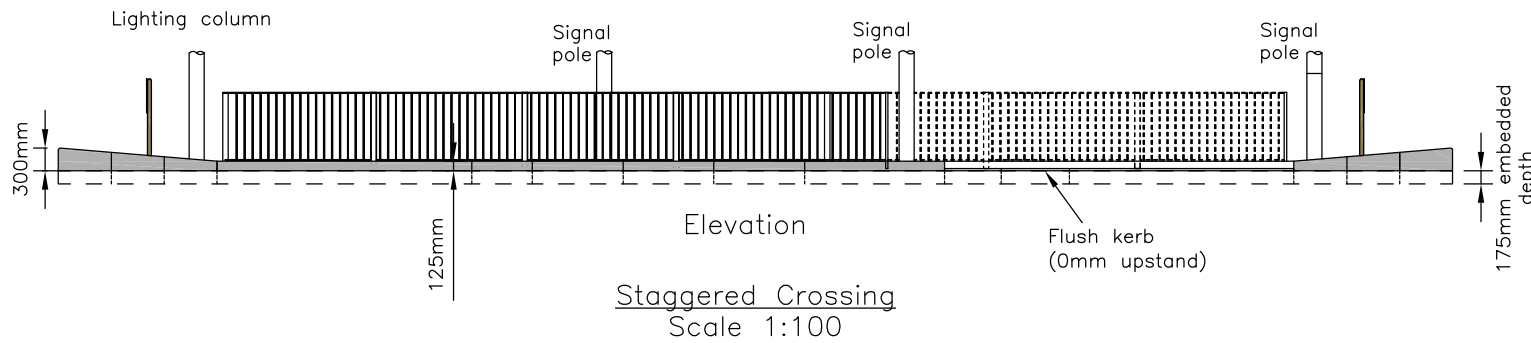 Lighting column
Signal
pole
Signal
pole
Signal
pole
300mm
125mm
Elevation
Flush kerb
(0mm upstand)
175mm embedded
depth
Staggered Crossing
Scale 1:100